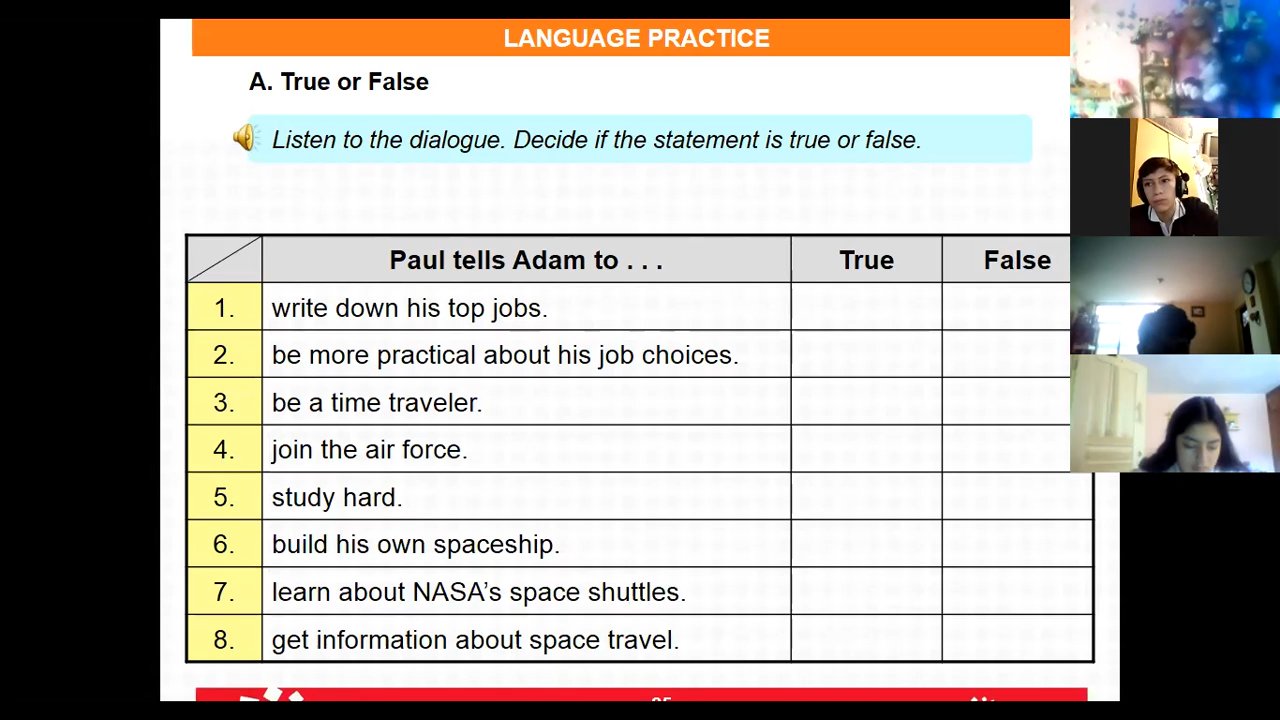 LANGUAGE PRACTICE
A. True or False
Listen to the dialogue. Decide if the statement is true or false.
Paul tells Adam to . . . True False
1. write down his top jobs.
2. be more practical about his job choices.
3. be a time traveler.
4. join the air force.
5. study hard.
6. build his own spaceship.
7. learn about NASA’s space shuttles.
8. get information about space travel.